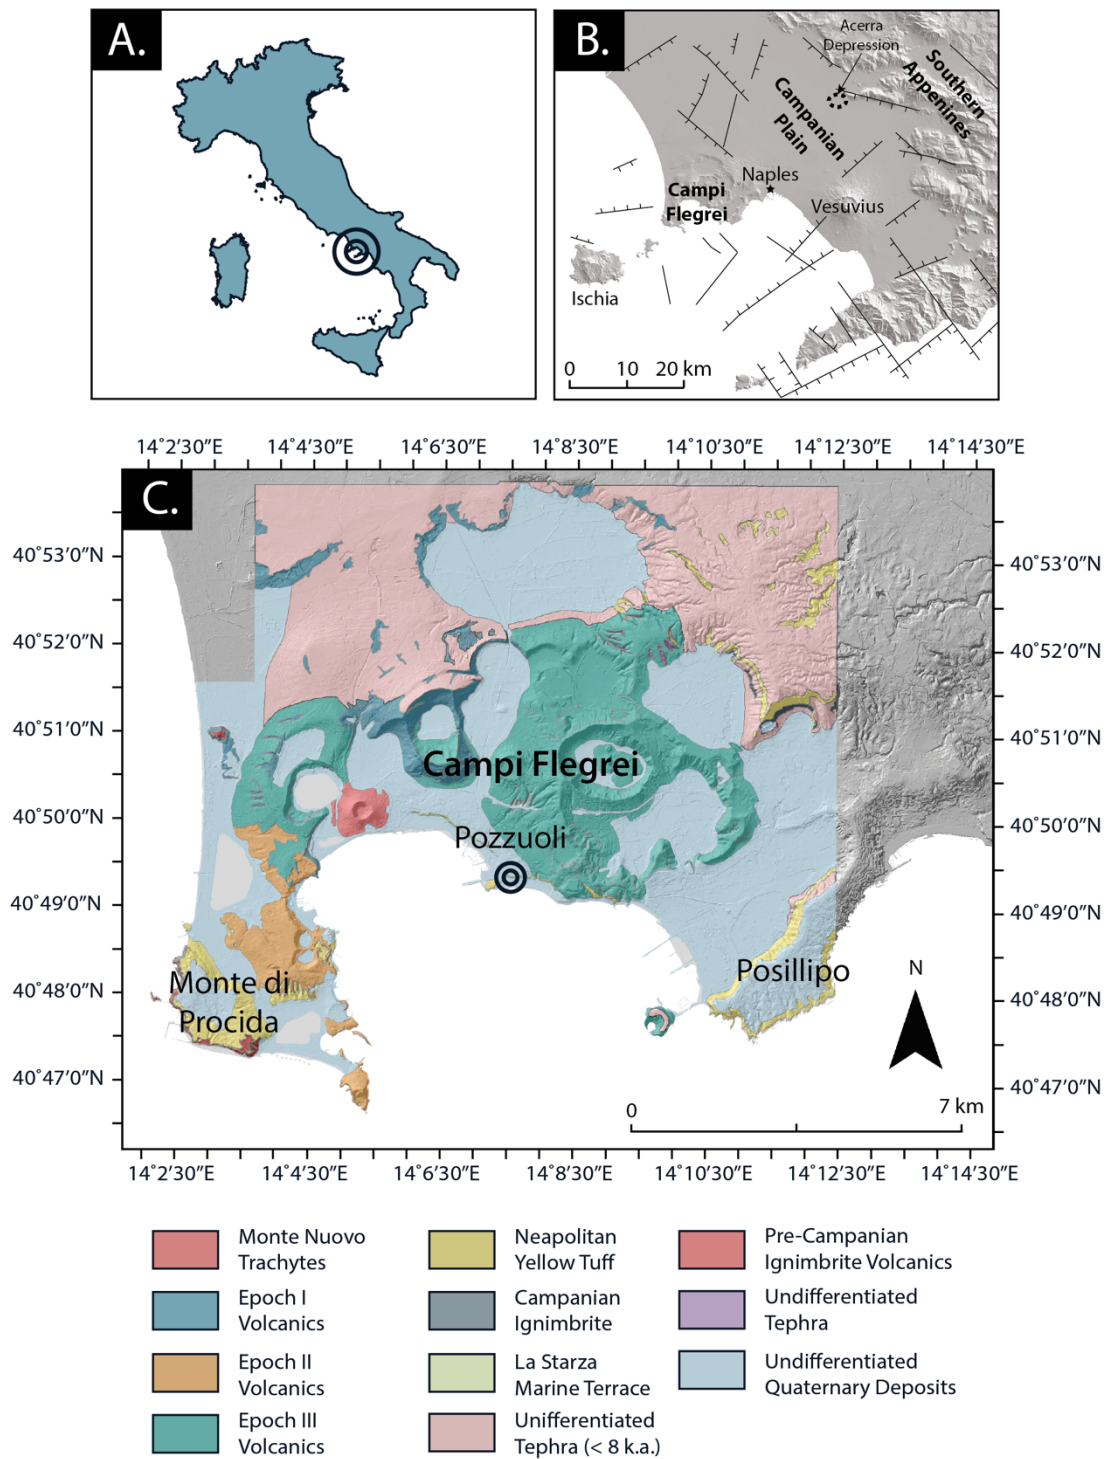 A.
B.
Acerra
Depression
Southern
Appenines
Campanian
Plain
Naples
Campi
Flegrei
Vesuvius
Ischia
0 10 20 km
14˚2'30"E 14˚4'30"E 14˚6'30"E 14˚8'30"E 14˚10'30"E 14˚12'30"E 14˚14'30"E
C.
40˚53'0"N 40˚53'0"N
40˚52'0"N 40˚52'0"N
40˚51'0"N 40˚51'0"N
Campi Flegrei
40˚50'0"N 40˚50'0"N
Pozzuoli
40˚49'0"N 40˚49'0"N
Monte di
Procida
Posillipo
N
40˚48'0"N 40˚48'0"N
40˚47'0"N 40˚47'0"N
0 7 km
14˚2'30"E 14˚4'30"E 14˚6'30"E 14˚8'30"E 14˚10'30"E 14˚12'30"E 14˚14'30"E
Monte Nuovo
Trachytes
Epoch I
Volcanics
Epoch II
Volcanics
Epoch III
Volcanics
Neapolitan
Yellow Tuff
Campanian
Ignimbrite
La Starza
Marine Terrace
Unifferentiated
Tephra (< 8 k.a.)
Pre-Campanian
Ignimbrite Volcanics
Undifferentiated
Tephra
Undifferentiated
Quaternary Deposits